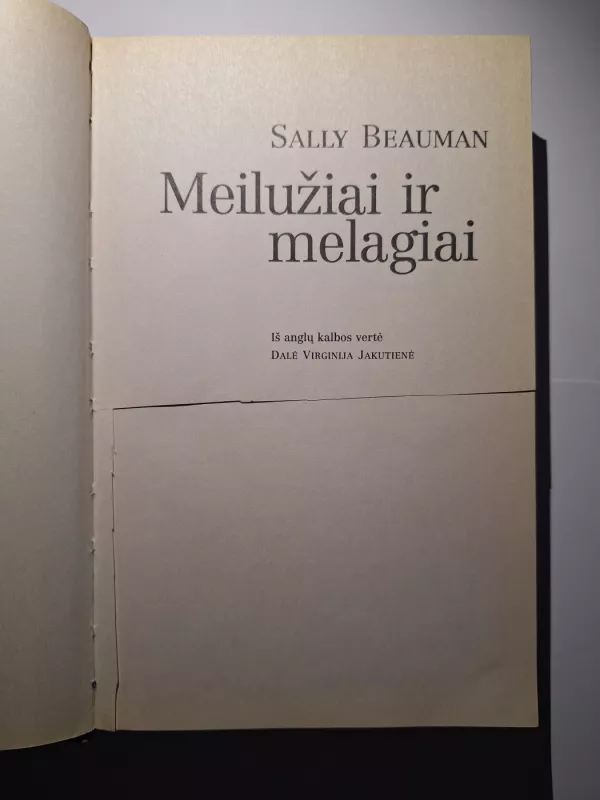 SALLY BEAUMAN
Meilužiai ir
melagiai
Iš anglų kalbos vertė
DALĖ VIRGINIJA JAKUTIENĖ